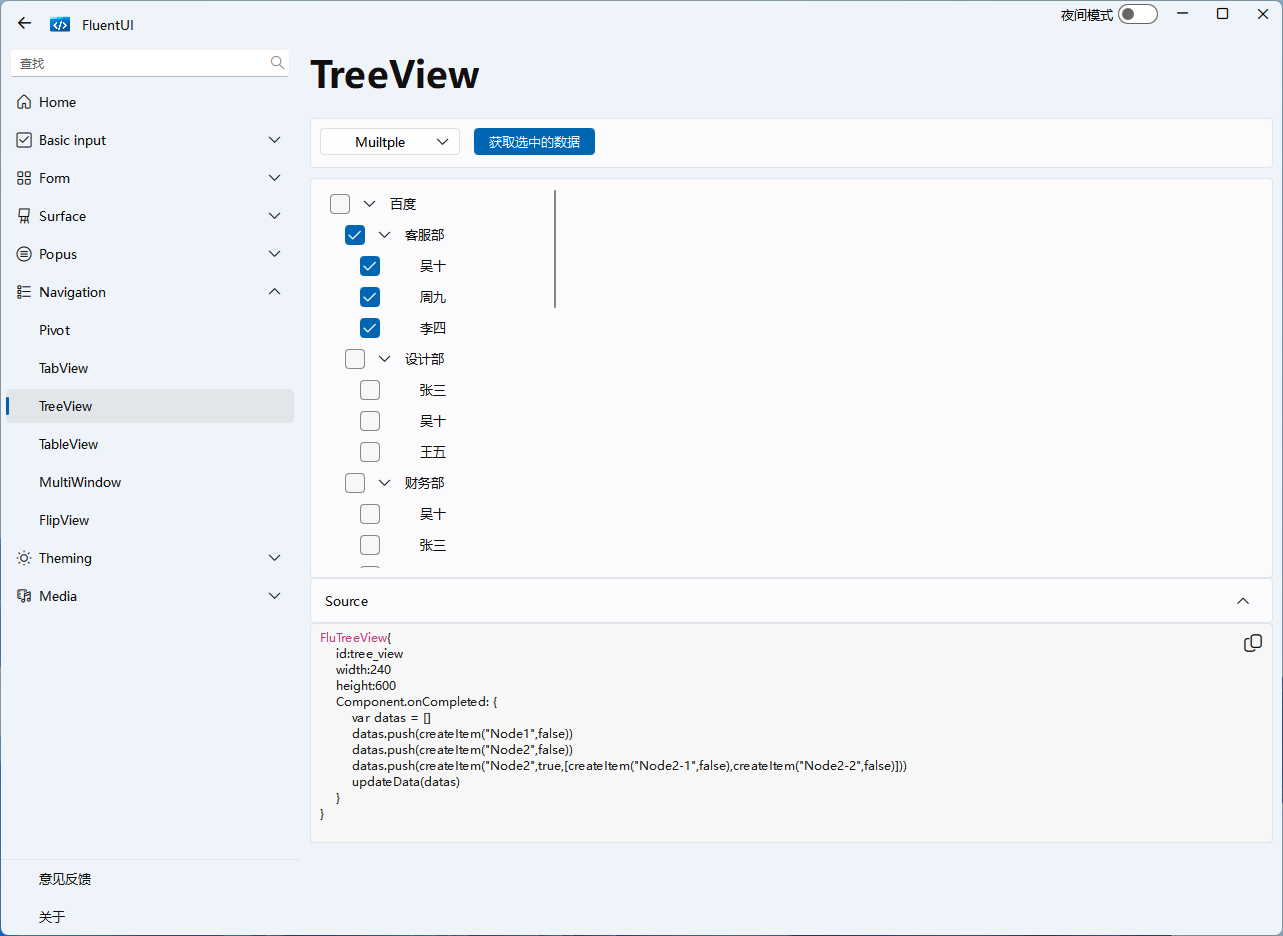 FluentUI
夜间模式
查找
Home
Basic input
Form
Surface
Popus
Navigation
Pivot
TabView
TreeView
TableView
MultiWindow
FlipView
Theming
Media
意见反馈
关于
TreeView
Muiltple
获取选中的数据
百度
客服部
吴十
周九
李四
设计部
张三
吴十
王五
财务部
吴十
张三
Source
FluTreeView{
id:tree_view
width:240
height:600
Component.onCompleted: {
var datas = []
datas.push(createItem("Node1",false))
datas.push(createItem("Node2",false))
datas.push(createItem("Node2",true,[createItem("Node2-1",false),createItem("Node2-2",false)]))
updateData(datas)
}
}